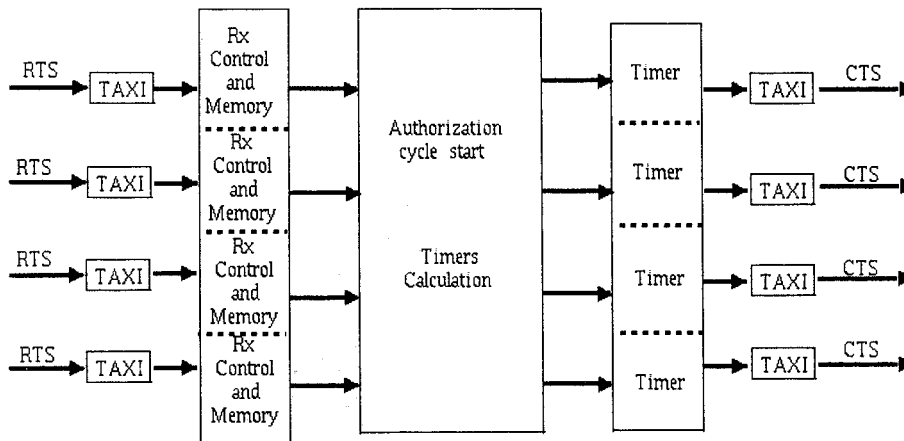 RTS
TAXI
Rx
Control
and
Memory
Timer
TAXI
CTS
RTS
TAXI
Rx
Control
and
Memory
Authorization
cycle start
Timer
TAXI
CTS
RTS
TAXI
Rx
Control
and
Memory
Timers
Calculation
Timer
TAXI
CTS
RTS
TAXI
Rx
Control
and
Memory
Timer
TAXI
CTS